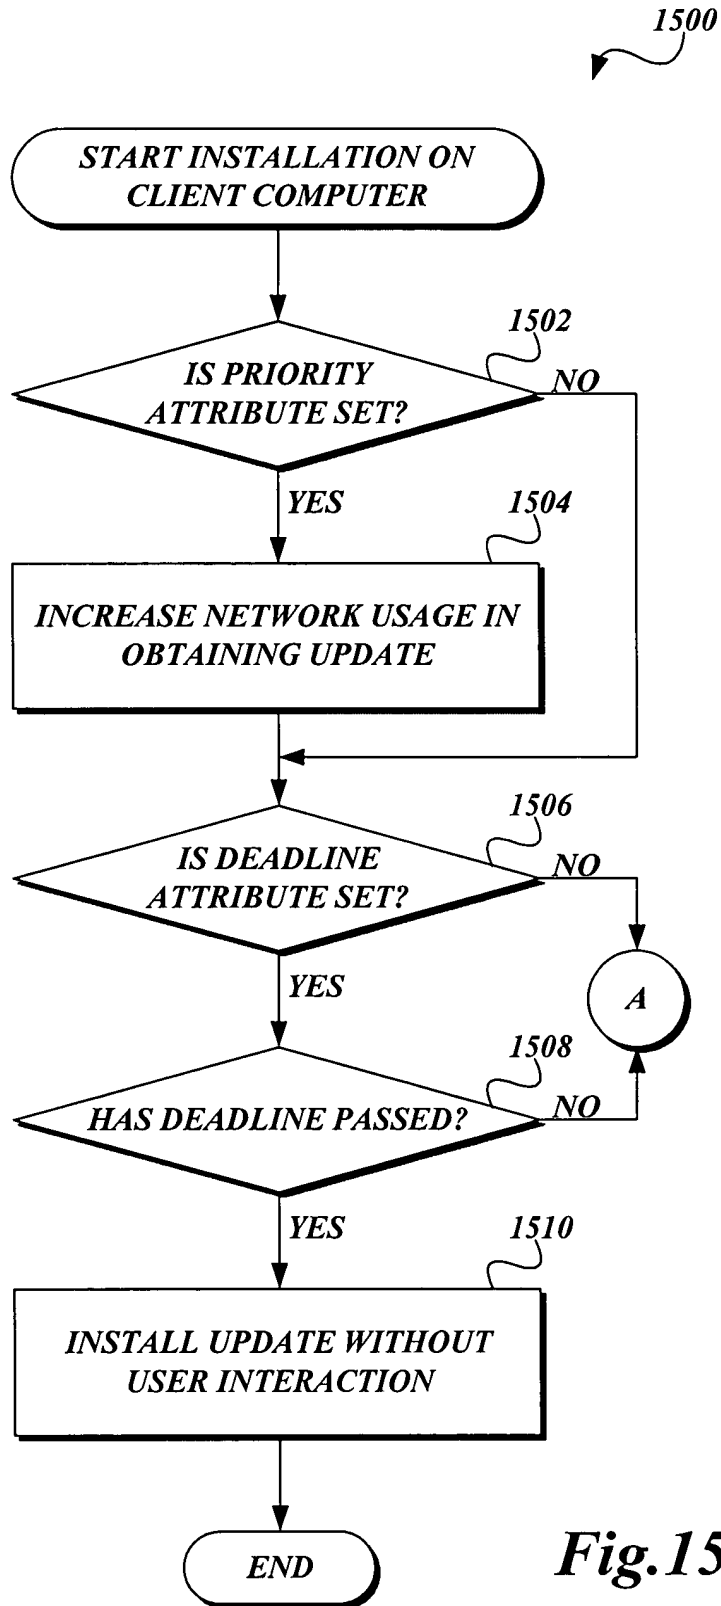 1500
START INSTALLATION ON
CLIENT COMPUTER
1502
IS PRIORITY
ATTRIBUTE SET?
NO
YES
1504
INCREASE NETWORK USAGE IN
OBTAINING UPDATE
1506
IS DEADLINE
ATTRIBUTE SET?
NO
YES
A
1508
HAS DEADLINE PASSED?
NO
YES
1510
INSTALL UPDATE WITHOUT
USER INTERACTION
END
Fig.15